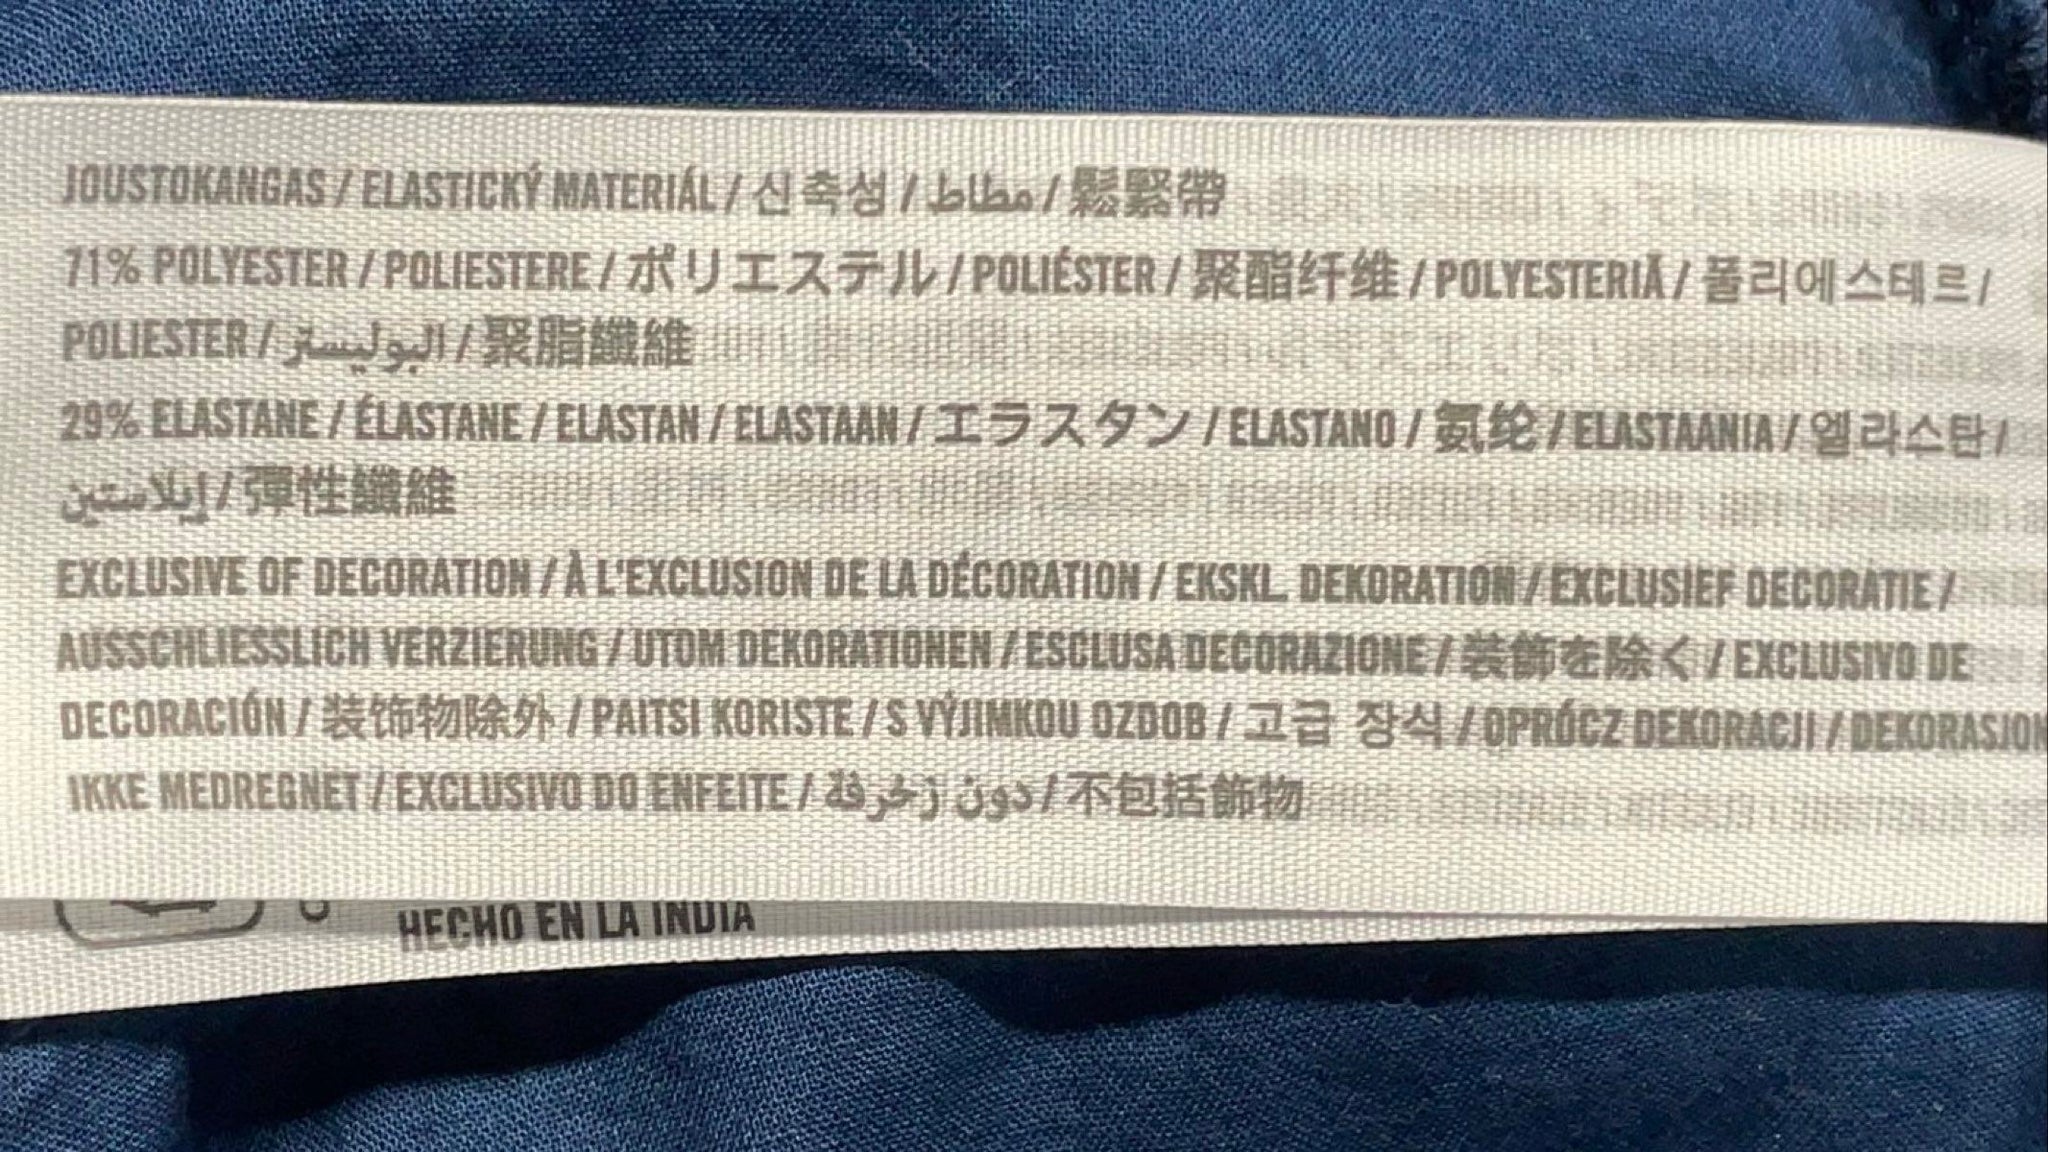 JOUSTOKANGAS / ELASTICKÝ MATERIÁL / 신축성 / مطاط / 鬆緊帶
71% POLYESTER / POLIESTERE / ポリエステル / POLIÉSTER / 聚酯纤维 / POLYESTERIÄ / 폴리에스테르 /
POLIESTER / البوليستر / 聚脂纖維
29% ELASTANE / ÉLASTANE / ELASTAN / ELASTAAN / エラスタン / ELASTANO / 氨纶 / ELASTAANIA / 엘라스탄 /
إيلاستين / 彈性纖維
EXCLUSIVE OF DECORATION / À L'EXCLUSION DE LA DÉCORATION / EKSKL. DEKORATION / EXCLUSIEF DECORATIE /
AUSSCHLIESSLICH VERZIERUNG / UTOM DEKORATIONEN / ESCLUSA DECORAZIONE / 装飾を除く / EXCLUSIVO DE
DECORACIÓN / 装饰物除外 / PAITSI KORISTE / S VÝJIMKOU OZDOB / 고급 장식 / OPRÓCZ DEKORACJI / DEKORASJON
IKKE MEDREGNET / EXCLUSIVO DO ENFEITE / دون زخرفة / 不包括飾物
HECHO EN LA INDIA